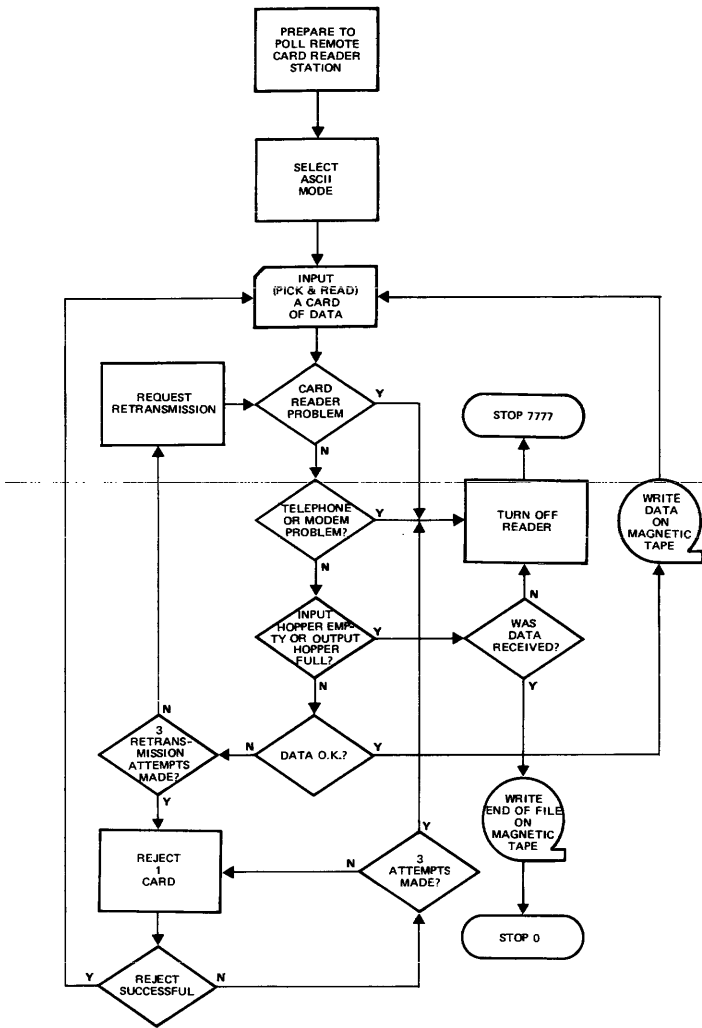 PREPARE TO
POLL REMOTE
CARD READER
STATION
SELECT
ASCII
MODE
INPUT
(PICK & READ)
A CARD
OF DATA
REQUEST
RETRANSMISSION
CARD
READER
PROBLEM
Y
N
STOP 7777
TELEPHONE
OR MODEM
PROBLEM?
Y
N
TURN OFF
READER
WRITE
DATA
ON
MAGNETIC
TAPE
INPUT
HOPPER EMP-
TY OR OUTPUT
HOPPER
FULL?
Y
N
WAS
DATA
RECEIVED?
N
Y
3
RETRANS-
MISSION
ATTEMPTS
MADE?
N
Y
DATA O.K.?
N
Y
WRITE
END OF FILE
ON
MAGNETIC
TAPE
REJECT
1
CARD
3
ATTEMPTS
MADE?
Y
N
STOP 0
REJECT
SUCCESSFUL
Y
N